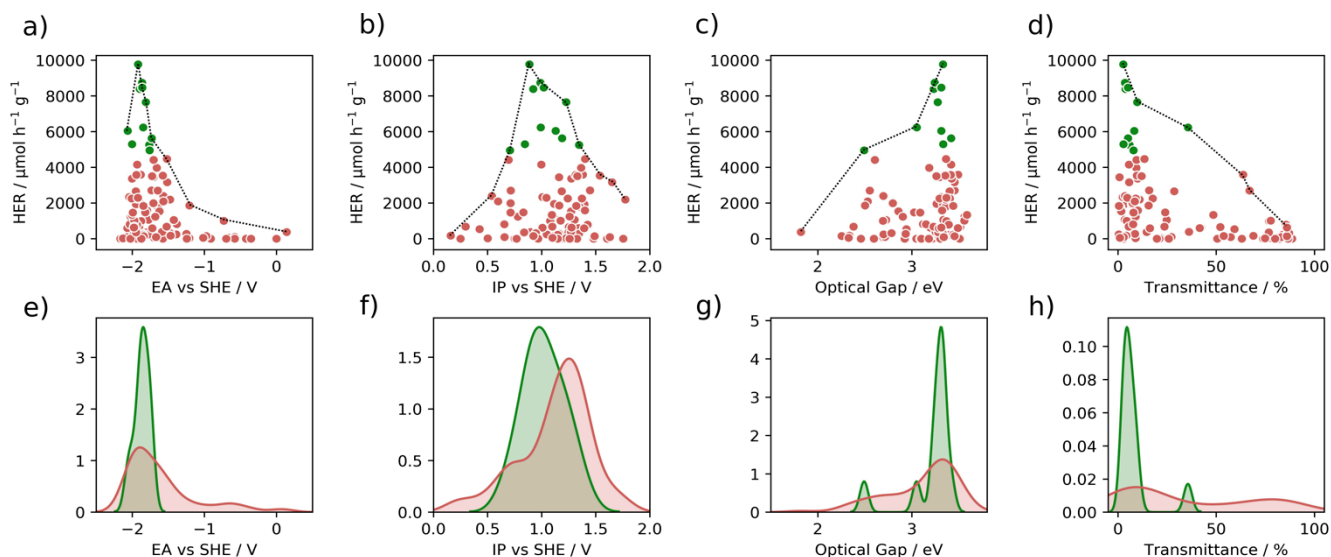 a)
b)
c)
d)
HER / μmol h⁻¹ g⁻¹
10000
8000
6000
4000
2000
0
−2 −1 0
EA vs SHE / V
HER / μmol h⁻¹ g⁻¹
10000
8000
6000
4000
2000
0
0.0 0.5 1.0 1.5 2.0
IP vs SHE / V
HER / μmol h⁻¹ g⁻¹
10000
8000
6000
4000
2000
0
2 3
Optical Gap / eV
HER / μmol h⁻¹ g⁻¹
10000
8000
6000
4000
2000
0
0 50 100
Transmittance / %
e)
f)
g)
h)
3
2
1
0
−2 −1 0
EA vs SHE / V
1.5
1.0
0.5
0.0
0.0 0.5 1.0 1.5 2.0
IP vs SHE / V
5
4
3
2
1
0
2 3
Optical Gap / eV
0.10
0.08
0.06
0.04
0.02
0.00
0 50 100
Transmittance / %